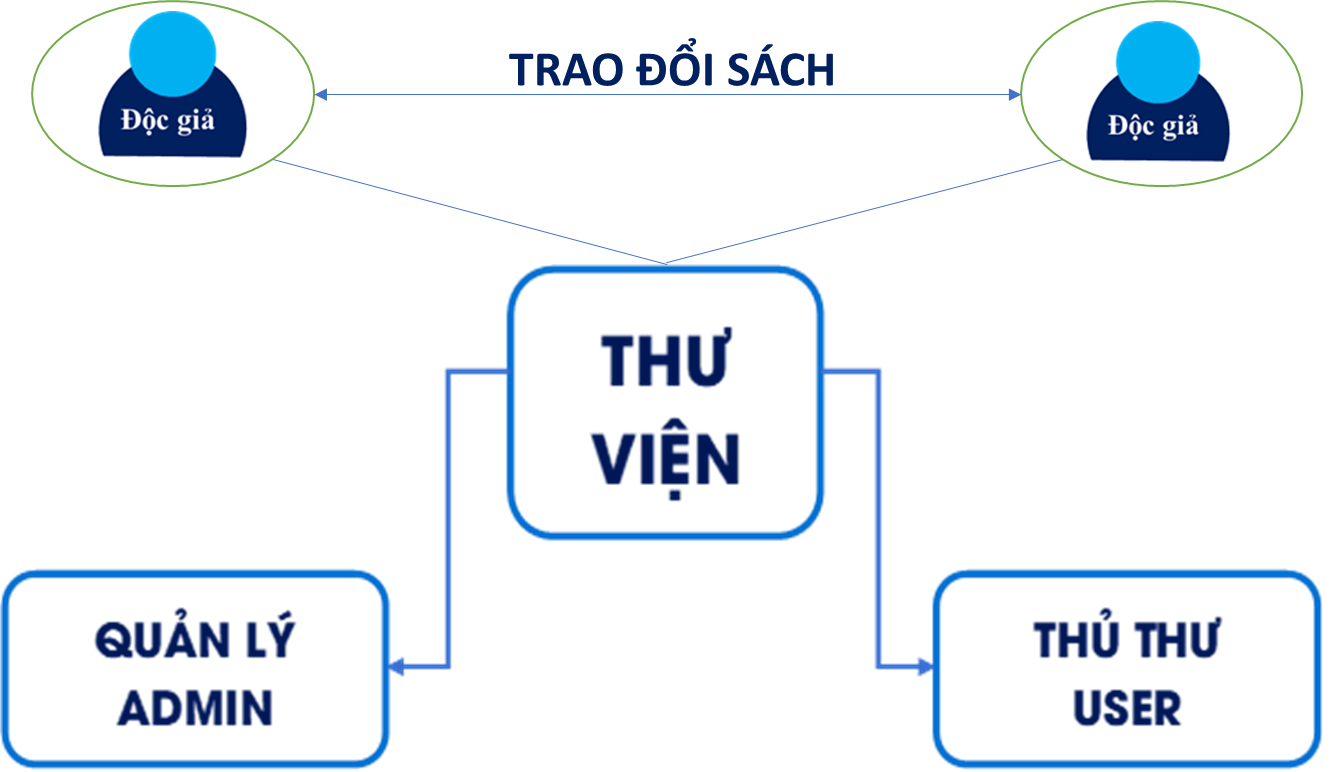 TRAO ĐỔI SÁCH
Độc giả
Độc giả
THƯ
VIỆN
QUẢN LÝ
ADMIN
THỦ THƯ
USER